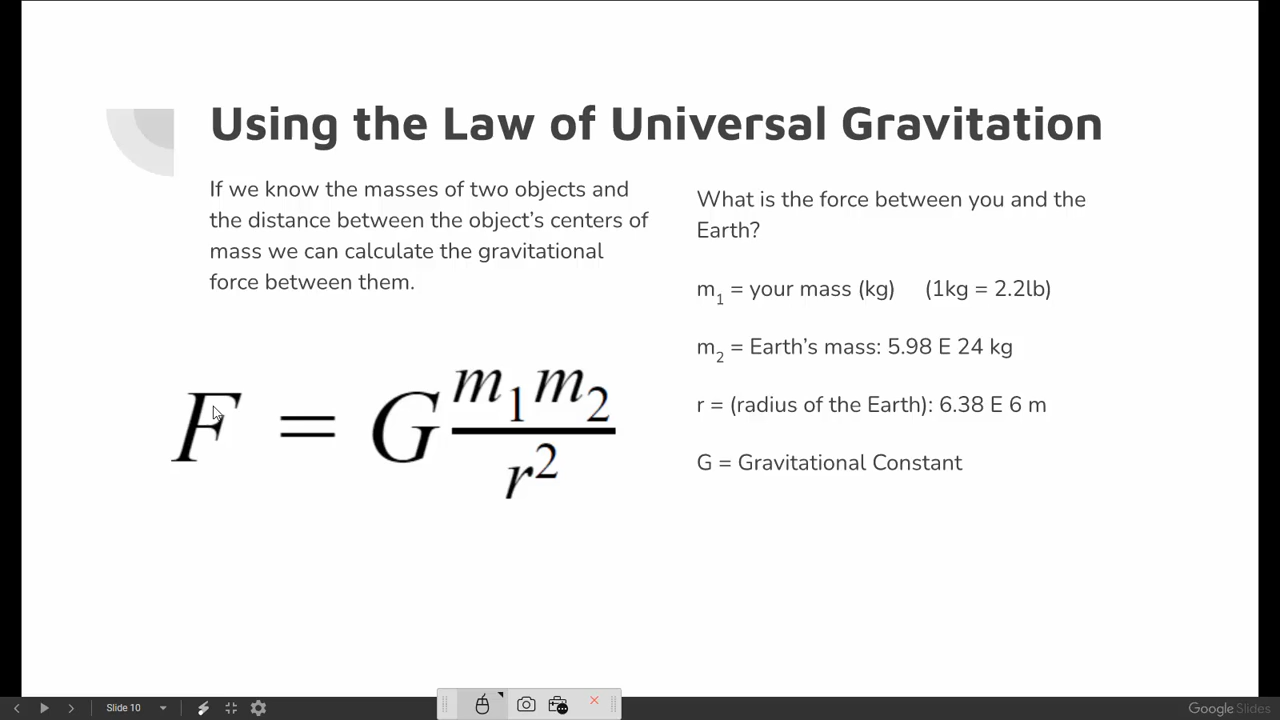 Using the Law of Universal Gravitation
If we know the masses of two objects and
the distance between the object's centers of
mass we can calculate the gravitational
force between them.
F = G m₁m₂ / r²
What is the force between you and the
Earth?
m₁ = your mass (kg) (1kg = 2.2lb)
m₂ = Earth's mass: 5.98 E 24 kg
r = (radius of the Earth): 6.38 E 6 m
G = Gravitational Constant
Slide 10
Google Slides